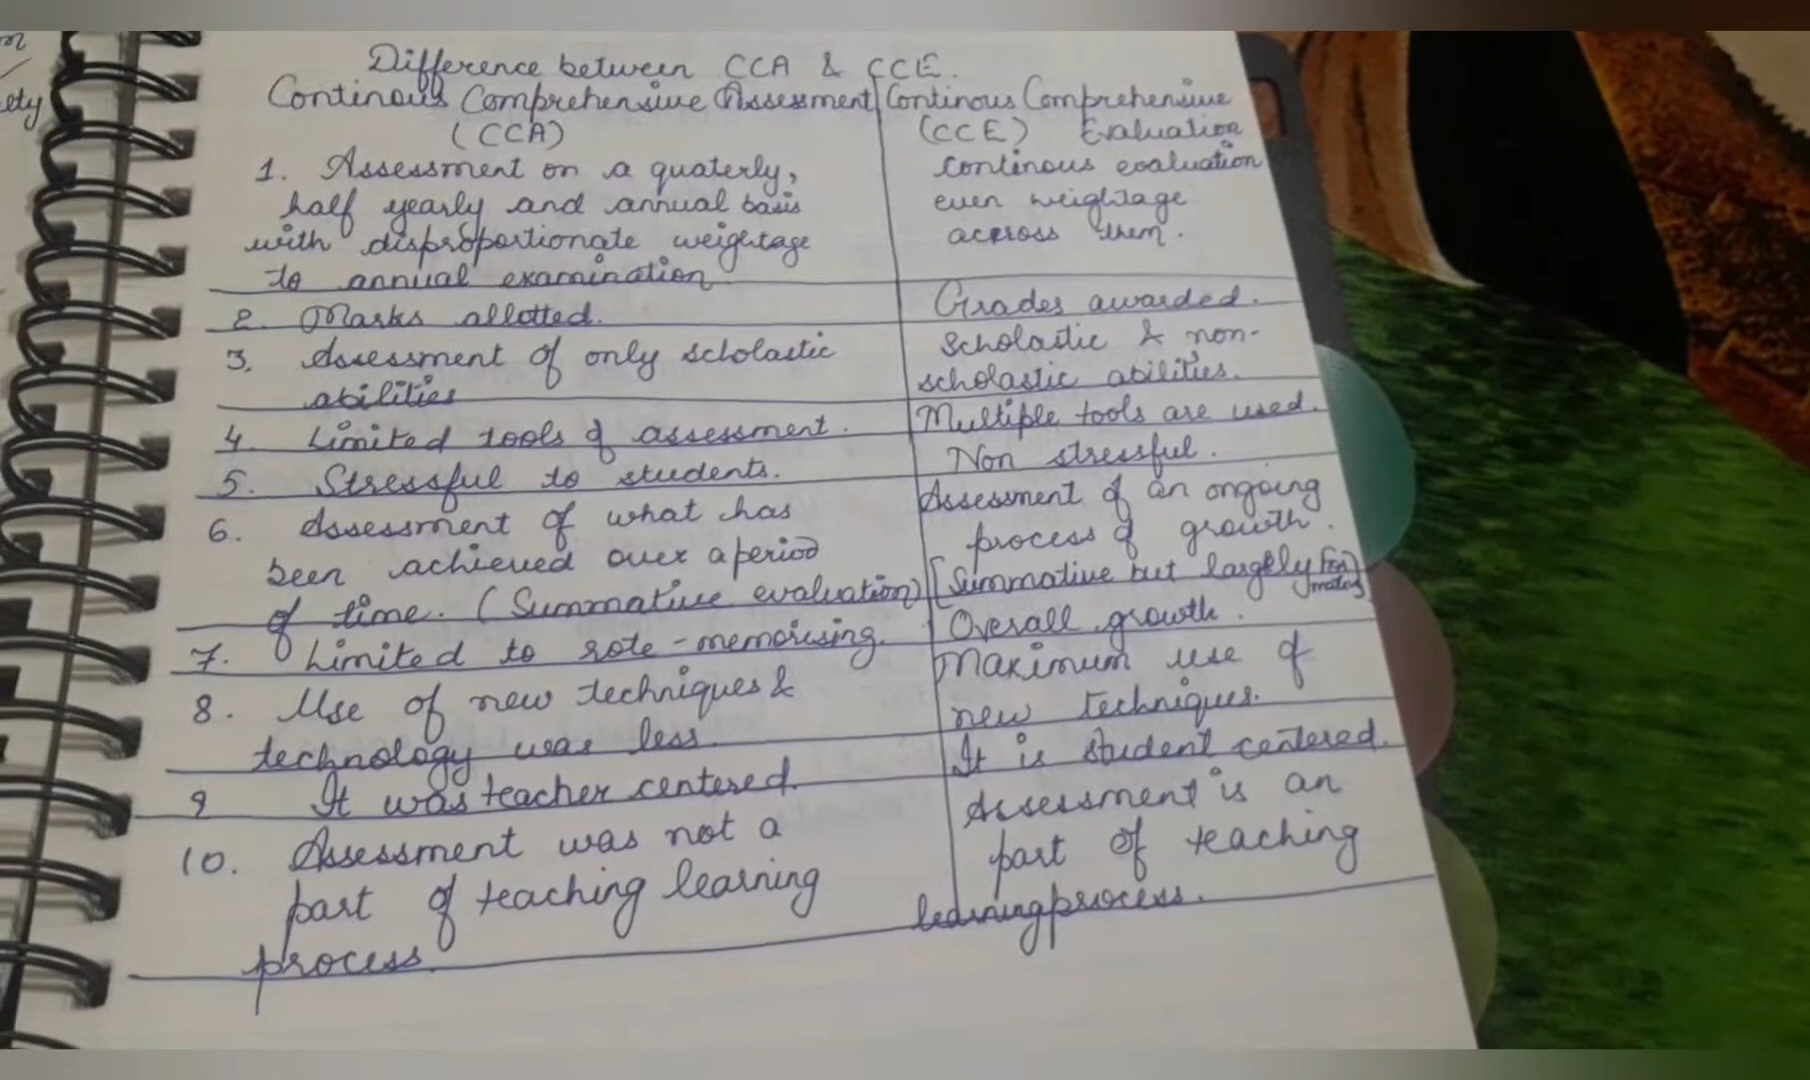 Difference between CCA & CCE.
Continous Comprehensive Assessment
(CCA)
Continous Comprehensive
(CCE) Evaluation
1. Assessment on a quaterly,
half yearly and annual basis
with disproportionate weightage
to annual examination
continous evaluation
even weightage
across them.
2. Marks allotted.
Grades awarded.
3. Assessment of only scholastic
abilities
Scholastic & non-
scholastic abilities.
4. Limited tools of assessment.
Multiple tools are used.
5. Stressful to students.
Non stressful.
6. Assessment of what has
been achieved over a period
of time. (Summative evaluation)
Assessment of an ongoing
process of growth.
[Summative but largely
7. Limited to rote-memorising.
Overall growth.
8. Use of new techniques &
technology was less.
Maximum use of
new techniques.
9 It was teacher centered.
It is student centered.
10. Assessment was not a
part of teaching learning
process.
Assessment is an
part of teaching
learning process.
ety